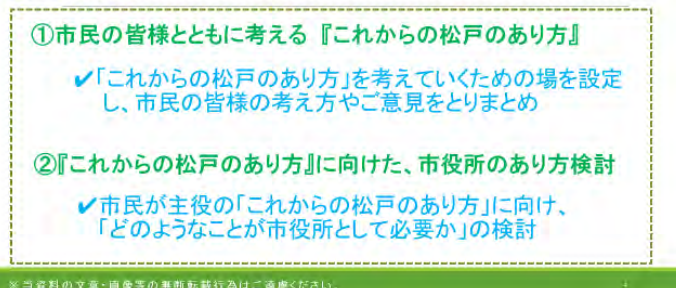 ①市民の皆様とともに考える『これからの松戸のあり方』
✔「これからの松戸のあり方」を考えていくための場を設定
し、市民の皆様の考え方やご意見をとりまとめ
②『これからの松戸のあり方』に向けた、市役所のあり方検討
✔市民が主役の「これからの松戸のあり方」に向け、
「どのようなことが市役所として必要か」の検討
※当資料の文章・画像等の無断転載行為はご遠慮ください。